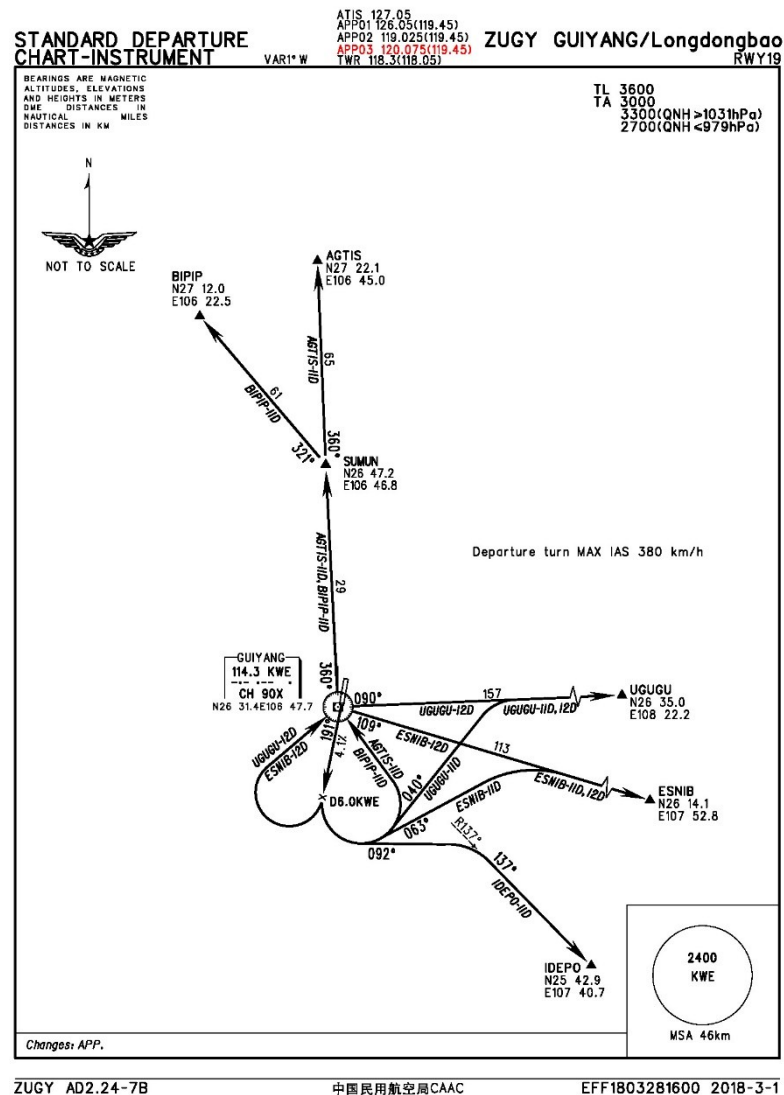 STANDARD DEPARTURE
CHART-INSTRUMENT
VAR1° W
ATIS 127.05
APP01 126.05(119.45)
APP02 119.025(119.45)
APP03 120.075(119.45)
TWR 118.3(118.05)
ZUGY GUIYANG/Longdongbao
RWY19
BEARINGS ARE MAGNETIC
ALTITUDES, ELEVATIONS
AND HEIGHTS IN METERS
DME DISTANCES IN
NAUTICAL MILES
DISTANCES IN KM
TL 3600
TA 3000
3300(QNH≥1031hPa)
2700(QNH≤979hPa)
N
NOT TO SCALE
AGTIS
N27 22.1
E106 45.0
BIPIP
N27 12.0
E106 22.5
65
AGTIS-11D
61
BIPIP-11D
321°
360°
SUMUN
N26 47.2
E106 46.8
Departure turn MAX IAS 380 km/h
AGTIS-11D,BIPIP-11D
29
GUIYANG
114.3 KWE
CH 90X
N26 31.4E106 47.7
360°
090°
157
UGUGU-12D
UGUGU-11D,12D
UGUGU
N26 35.0
E108 22.2
191°
4.1%
109°
ESNIB-12D
113
UGUGU-12D
ESNIB-12D
AGTIS-11D
BIPIP-11D
040°
UGUGU-11D
ESNIB-11D
ESNIB-11D,12D
ESNIB
N26 14.1
E107 52.8
D6.0KWE
063°
092°
R137°
137°
IDEPO-11D
IDEPO
N25 42.9
E107 40.7
2400
KWE
MSA 46km
Changes: APP.
ZUGY AD2.24-7B
中国民用航空局CAAC
EFF1803281600 2018-3-1